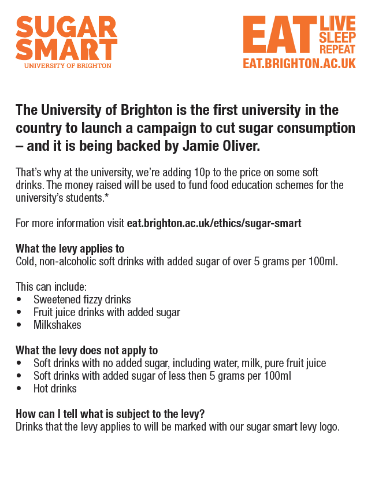 SUGAR
SMART
UNIVERSITY OF BRIGHTON
EAT LIVE
SLEEP
REPEAT
EAT.BRIGHTON.AC.UK
The University of Brighton is the first university in the
country to launch a campaign to cut sugar consumption
– and it is being backed by Jamie Oliver.
That's why at the university, we're adding 10p to the price on some soft
drinks. The money raised will be used to fund food education schemes for the
university's students.*
For more information visit eat.brighton.ac.uk/ethics/sugar-smart
What the levy applies to
Cold, non-alcoholic soft drinks with added sugar of over 5 grams per 100ml.
This can include:
• Sweetened fizzy drinks
• Fruit juice drinks with added sugar
• Milkshakes
What the levy does not apply to
• Soft drinks with no added sugar, including water, milk, pure fruit juice
• Soft drinks with added sugar of less then 5 grams per 100ml
• Hot drinks
How can I tell what is subject to the levy?
Drinks that the levy applies to will be marked with our sugar smart levy logo.